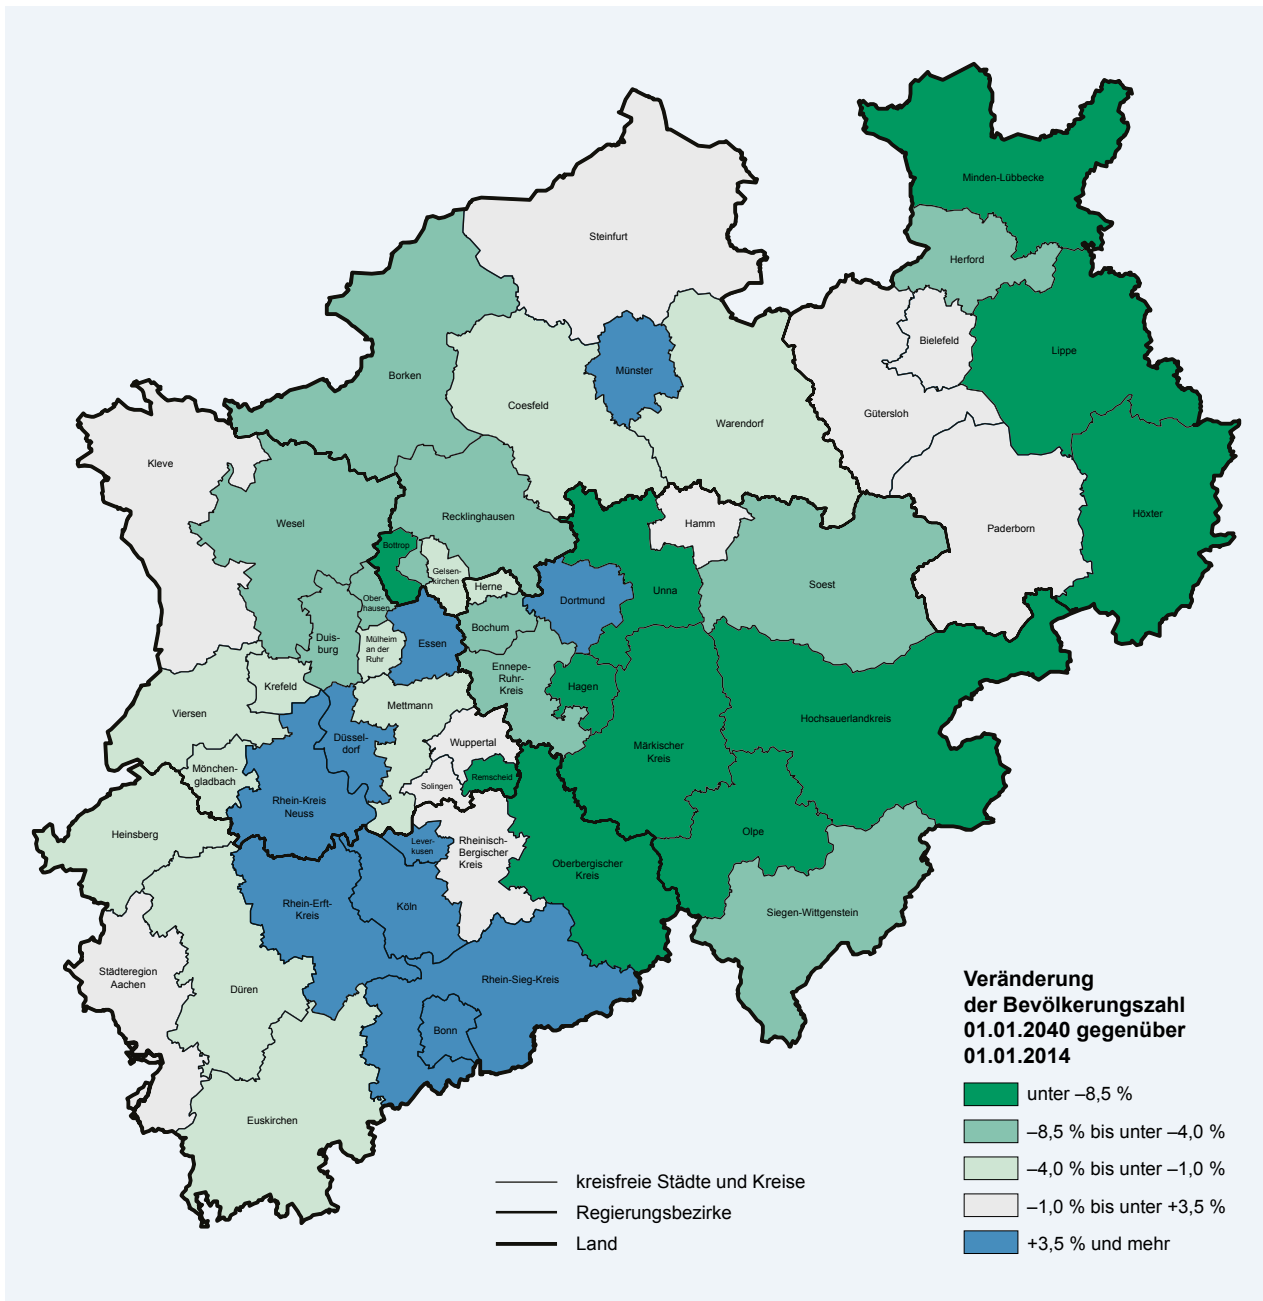 Minden-Lübbecke
Steinfurt
Herford
Bielefeld
Lippe
Münster
Borken
Coesfeld
Gütersloh
Warendorf
Kleve
Höxter
Recklinghausen
Wesel
Hamm
Paderborn
Bottrop
Gelsen-
kirchen
Herne
Soest
Unna
Dortmund
Ober-
hausen
Bochum
Duis-
burg
Mülheim
an der
Ruhr
Essen
Ennepe-
Ruhr-
Kreis
Hagen
Krefeld
Mettmann
Viersen
Hochsauerlandkreis
Düssel-
dorf
Wuppertal
Märkischer
Kreis
Mönchen-
gladbach
Remscheid
Solingen
Rhein-Kreis
Neuss
Heinsberg
Olpe
Lever-
kusen
Rheinisch-
Bergischer
Kreis
Oberbergischer
Kreis
Rhein-Erft-
Kreis
Köln
Siegen-Wittgenstein
Städteregion
Aachen
Düren
Rhein-Sieg-Kreis
Bonn
Euskirchen
Veränderung
der Bevölkerungszahl
01.01.2040 gegenüber
01.01.2014
unter –8,5 %
–8,5 % bis unter –4,0 %
–4,0 % bis unter –1,0 %
–1,0 % bis unter +3,5 %
+3,5 % und mehr
kreisfreie Städte und Kreise
Regierungsbezirke
Land